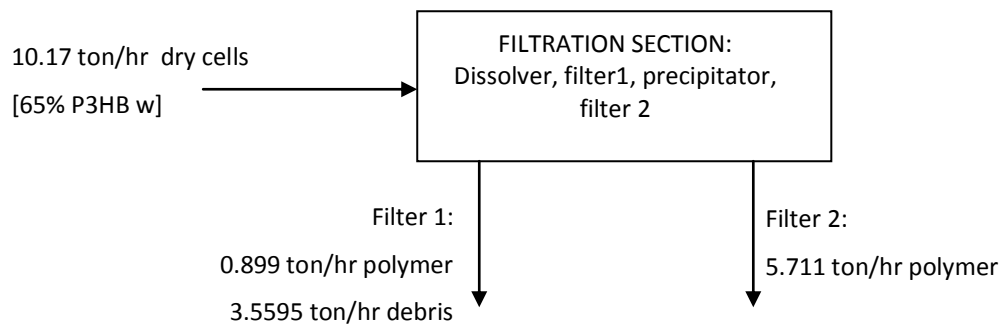 10.17 ton/hr  dry cells
[65% P3HB w]
FILTRATION SECTION:
Dissolver, filter1, precipitator,
filter 2
Filter 1:
0.899 ton/hr polymer
3.5595 ton/hr debris
Filter 2:
5.711 ton/hr polymer